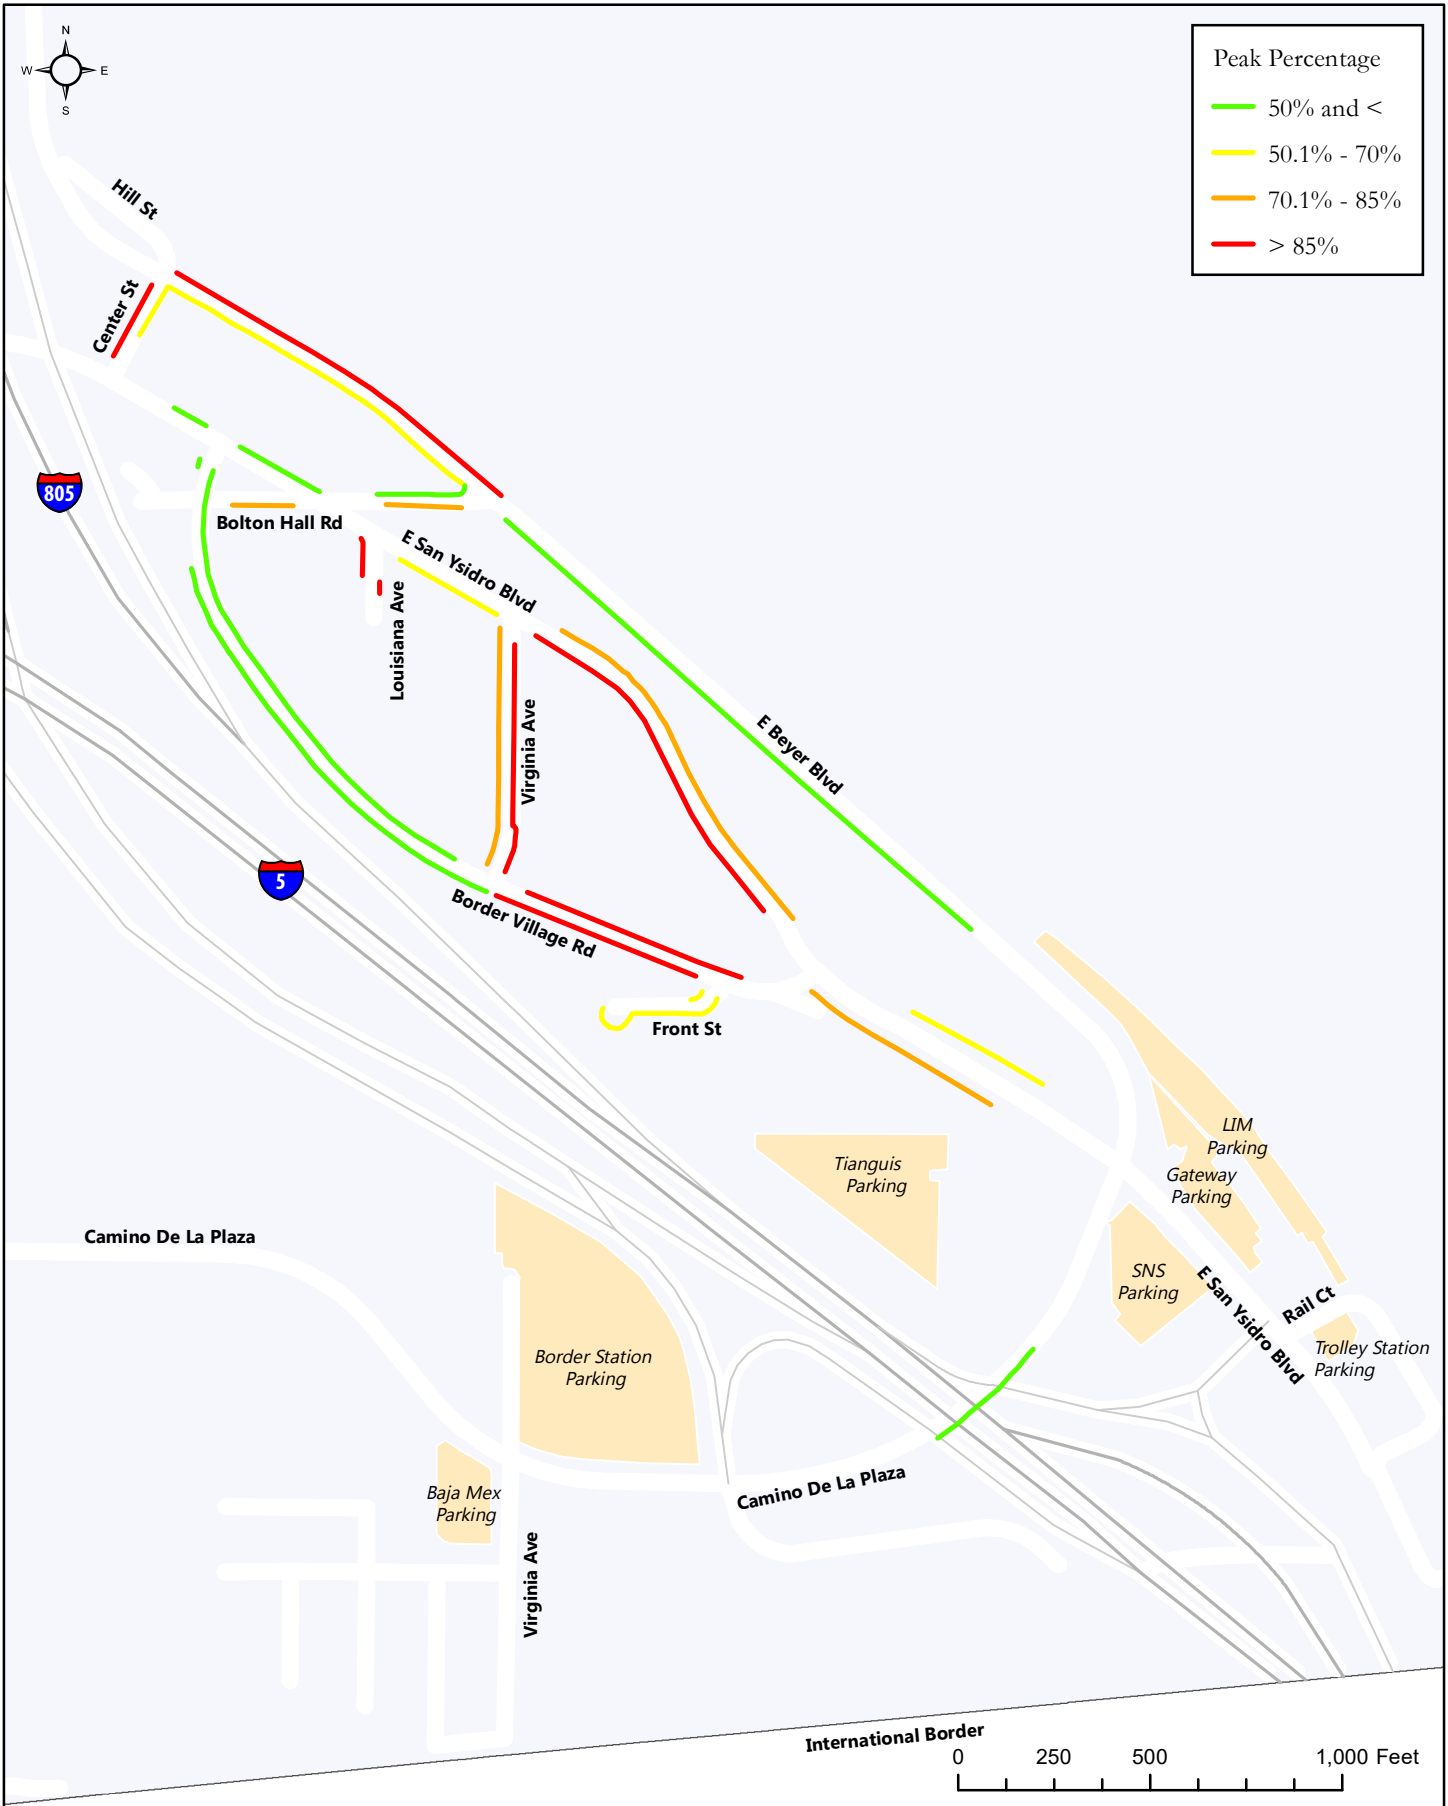 N
W E
S
Peak Percentage
50% and <
50.1% - 70%
70.1% - 85%
> 85%
Hill St
Center St
805
Bolton Hall Rd
E San Ysidro Blvd
Louisiana Ave
Virginia Ave
E Beyer Blvd
5
Border Village Rd
Front St
LIM
Parking
Tianguis
Parking
Gateway
Parking
Camino De La Plaza
SNS
Parking
E San Ysidro Blvd
Rail Ct
Trolley Station
Parking
Border Station
Parking
Baja Mex
Parking
Camino De La Plaza
Virginia Ave
International Border
0 250 500 1,000 Feet